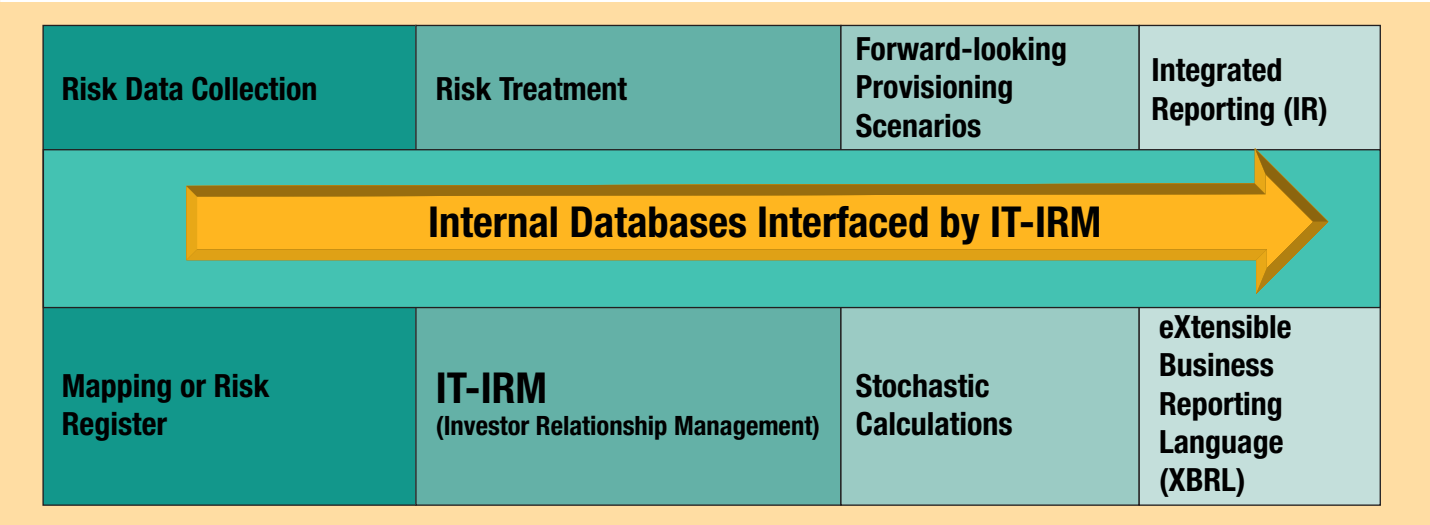 Risk Data Collection
Risk Treatment
Forward-looking
Provisioning
Scenarios
Integrated
Reporting (IR)
Internal Databases Interfaced by IT-IRM
Mapping or Risk
Register
IT-IRM
(Investor Relationship Management)
Stochastic
Calculations
eXtensible
Business
Reporting
Language
(XBRL)